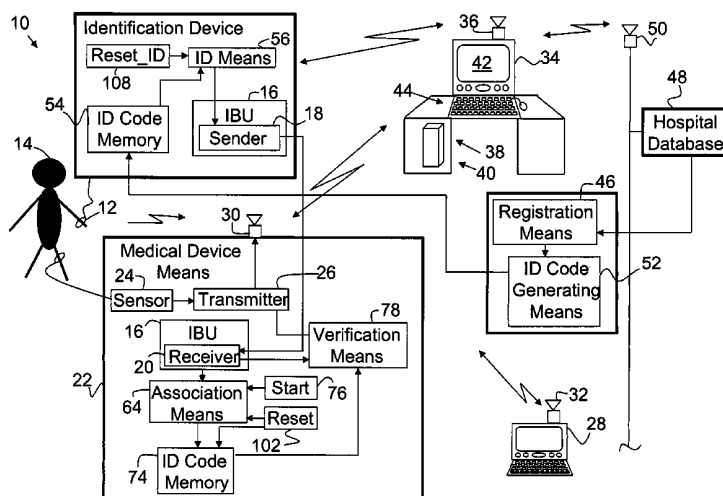 10
Identification Device
Reset_ID
108
ID Means
56
16
IBU
18
Sender
54
ID Code
Memory
14
12
36
42
34
44
38
40
50
48
Hospital
Database
46
Registration
Means
ID Code
Generating
Means
52
30
Medical Device
Means
24
Sensor
Transmitter
26
78
16
IBU
Receiver
20
Verification
Means
22
64
Association
Means
Start
76
Reset
102
74
ID Code
Memory
32
28